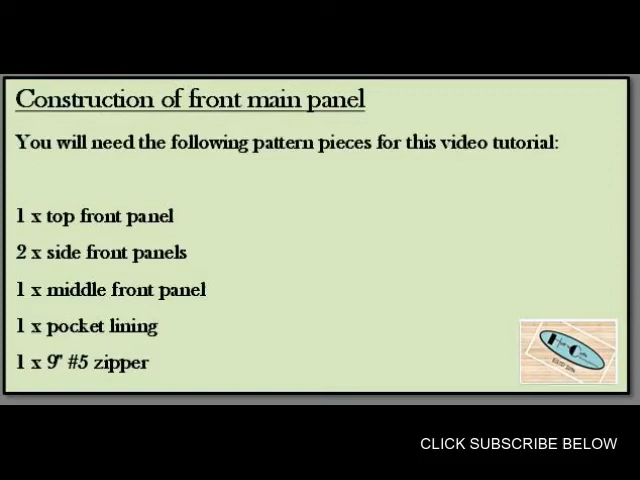 Construction of front main panel
You will need the following pattern pieces for this video tutorial:
1 x top front panel
2 x side front panels
1 x middle front panel
1 x pocket lining
1 x 9" #5 zipper
CLICK SUBSCRIBE BELOW